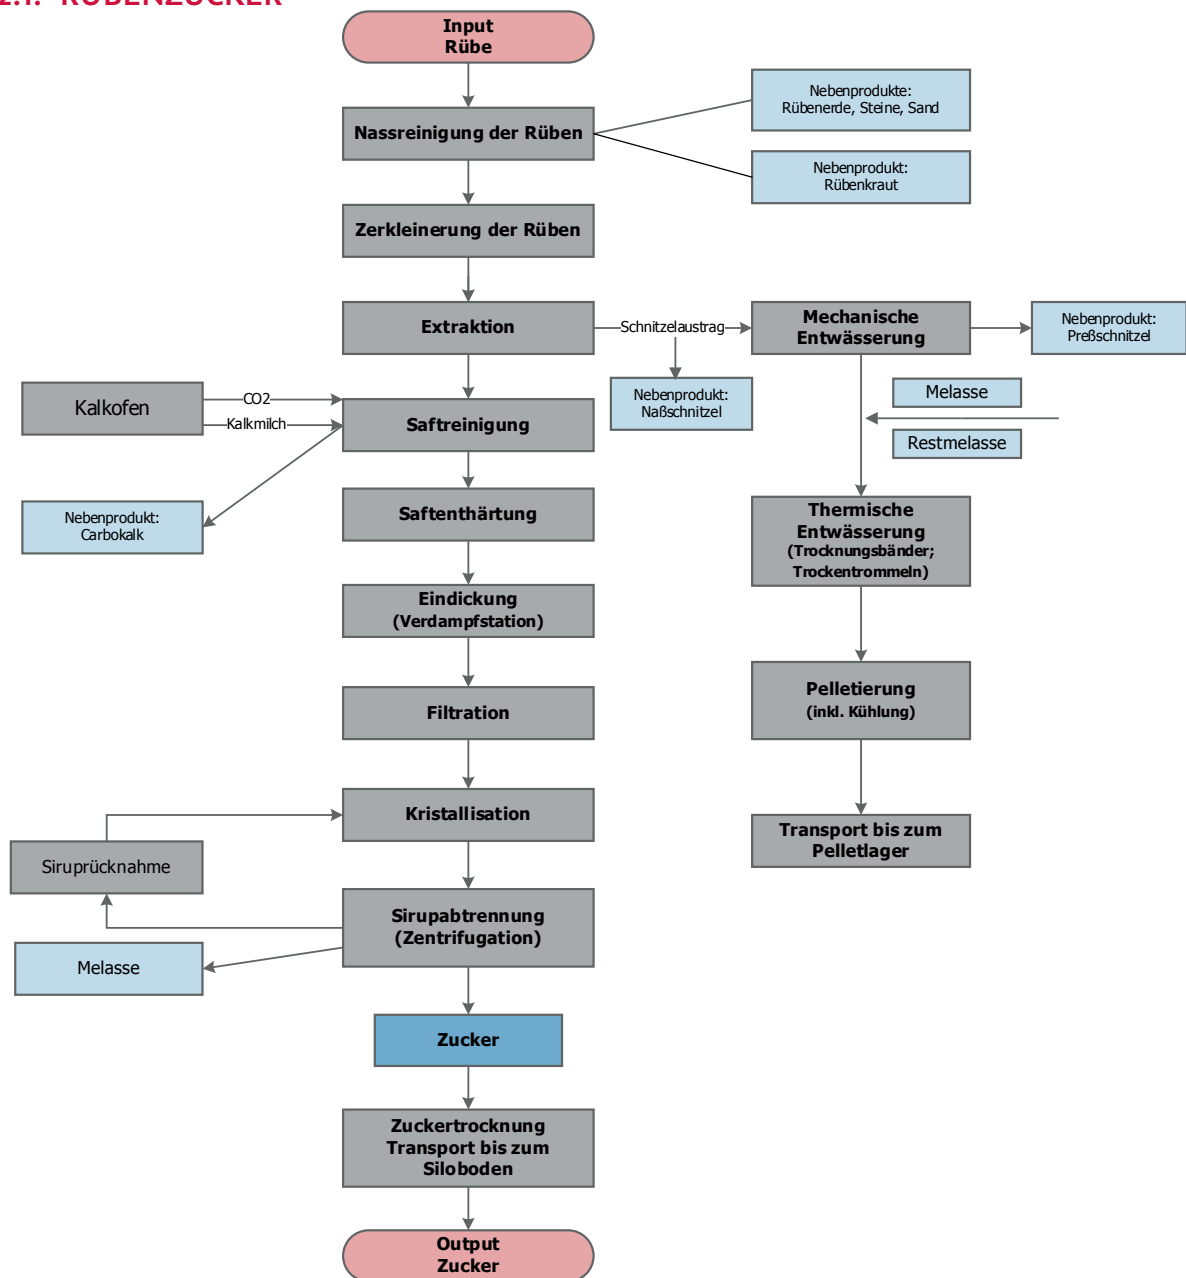 2.1. RÜBENZUCKER
Input
Rübe
Nebenprodukte:
Rübenerde, Steine, Sand
Nassreinigung der Rüben
Nebenprodukt:
Rübenkraut
Zerkleinerung der Rüben
Extraktion
Schnitzelaustrag
Mechanische
Entwässerung
Nebenprodukt:
Preßschnitzel
Nebenprodukt:
Naßschnitzel
Kalkofen
CO2
Kalkmilch
Saftreinigung
Melasse
Restmelasse
Nebenprodukt:
Carbokalk
Saftenthärtung
Thermische
Entwässerung
(Trocknungsbänder;
Trockentrommeln)
Eindickung
(Verdampfstation)
Filtration
Pelletierung
(inkl. Kühlung)
Kristallisation
Transport bis zum
Pelletlager
Siruprücknahme
Sirupabtrennung
(Zentrifugation)
Melasse
Zucker
Zuckertrocknung
Transport bis zum
Siloboden
Output
Zucker